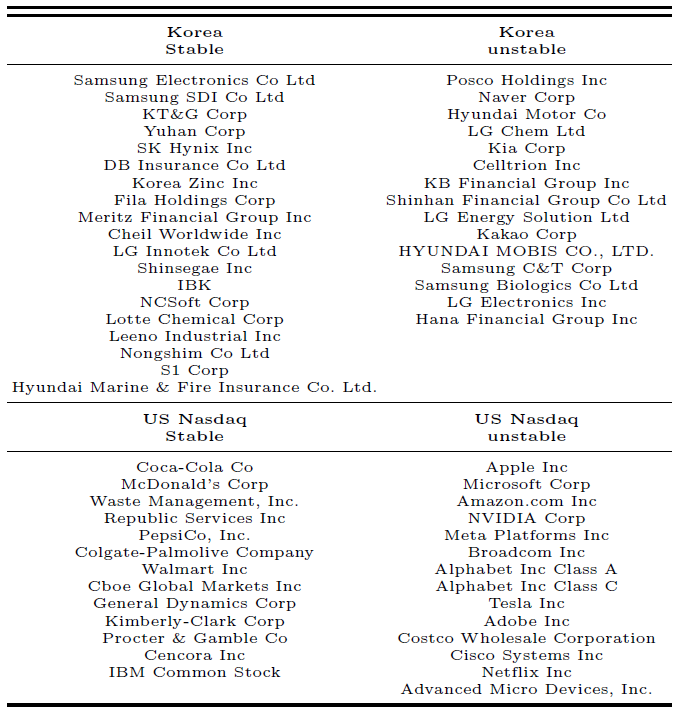 Korea
Stable
Korea
unstable
Samsung Electronics Co Ltd
Posco Holdings Inc
Samsung SDI Co Ltd
Naver Corp
KT&G Corp
Hyundai Motor Co
Yuhan Corp
LG Chem Ltd
SK Hynix Inc
Kia Corp
DB Insurance Co Ltd
Celltrion Inc
Korea Zinc Inc
KB Financial Group Inc
Fila Holdings Corp
Shinhan Financial Group Co Ltd
Meritz Financial Group Inc
LG Energy Solution Ltd
Cheil Worldwide Inc
Kakao Corp
LG Innotek Co Ltd
HYUNDAI MOBIS CO., LTD.
Shinsegae Inc
Samsung C&T Corp
IBK
Samsung Biologics Co Ltd
NCSoft Corp
LG Electronics Inc
Lotte Chemical Corp
Hana Financial Group Inc
Leeno Industrial Inc
Nongshim Co Ltd
S1 Corp
Hyundai Marine & Fire Insurance Co. Ltd.
US Nasdaq
Stable
US Nasdaq
unstable
Coca-Cola Co
Apple Inc
McDonald's Corp
Microsoft Corp
Waste Management, Inc.
Amazon.com Inc
Republic Services Inc
NVIDIA Corp
PepsiCo, Inc.
Meta Platforms Inc
Colgate-Palmolive Company
Broadcom Inc
Walmart Inc
Alphabet Inc Class A
Cboe Global Markets Inc
Alphabet Inc Class C
General Dynamics Corp
Tesla Inc
Kimberly-Clark Corp
Adobe Inc
Procter & Gamble Co
Costco Wholesale Corporation
Cencora Inc
Cisco Systems Inc
IBM Common Stock
Netflix Inc
Advanced Micro Devices, Inc.